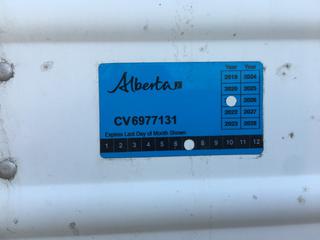 Alberta
Year Year
2019 2024
2020 2025
2026
2022 2027
2023 2028
CV6977131
Expires Last Day of Month Shown
1 2 3 4 5 6 8 9 10 11 12